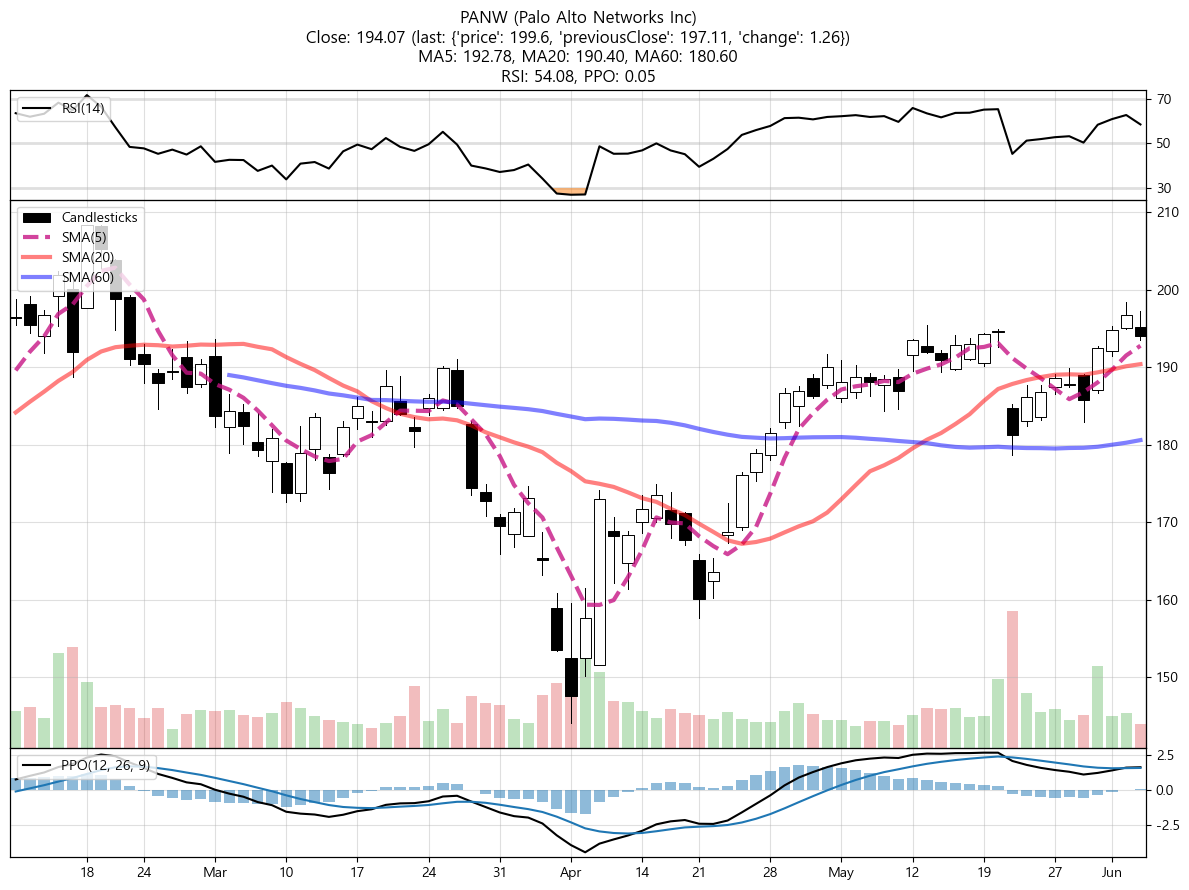 PANW (Palo Alto Networks Inc)
Close: 194.07 (last: {'price': 199.6, 'previousClose': 197.11, 'change': 1.26})
MA5: 192.78, MA20: 190.40, MA60: 180.60
RSI: 54.08, PPO: 0.05
RSI(14)
70
50
30
Candlesticks
SMA(5)
SMA(20)
SMA(60)
210
200
190
180
170
160
150
PPO(12, 26, 9)
2.5
0.0
−2.5
18 24 Mar 10 17 24 31 Apr 14 21 28 May 12 19 27 Jun